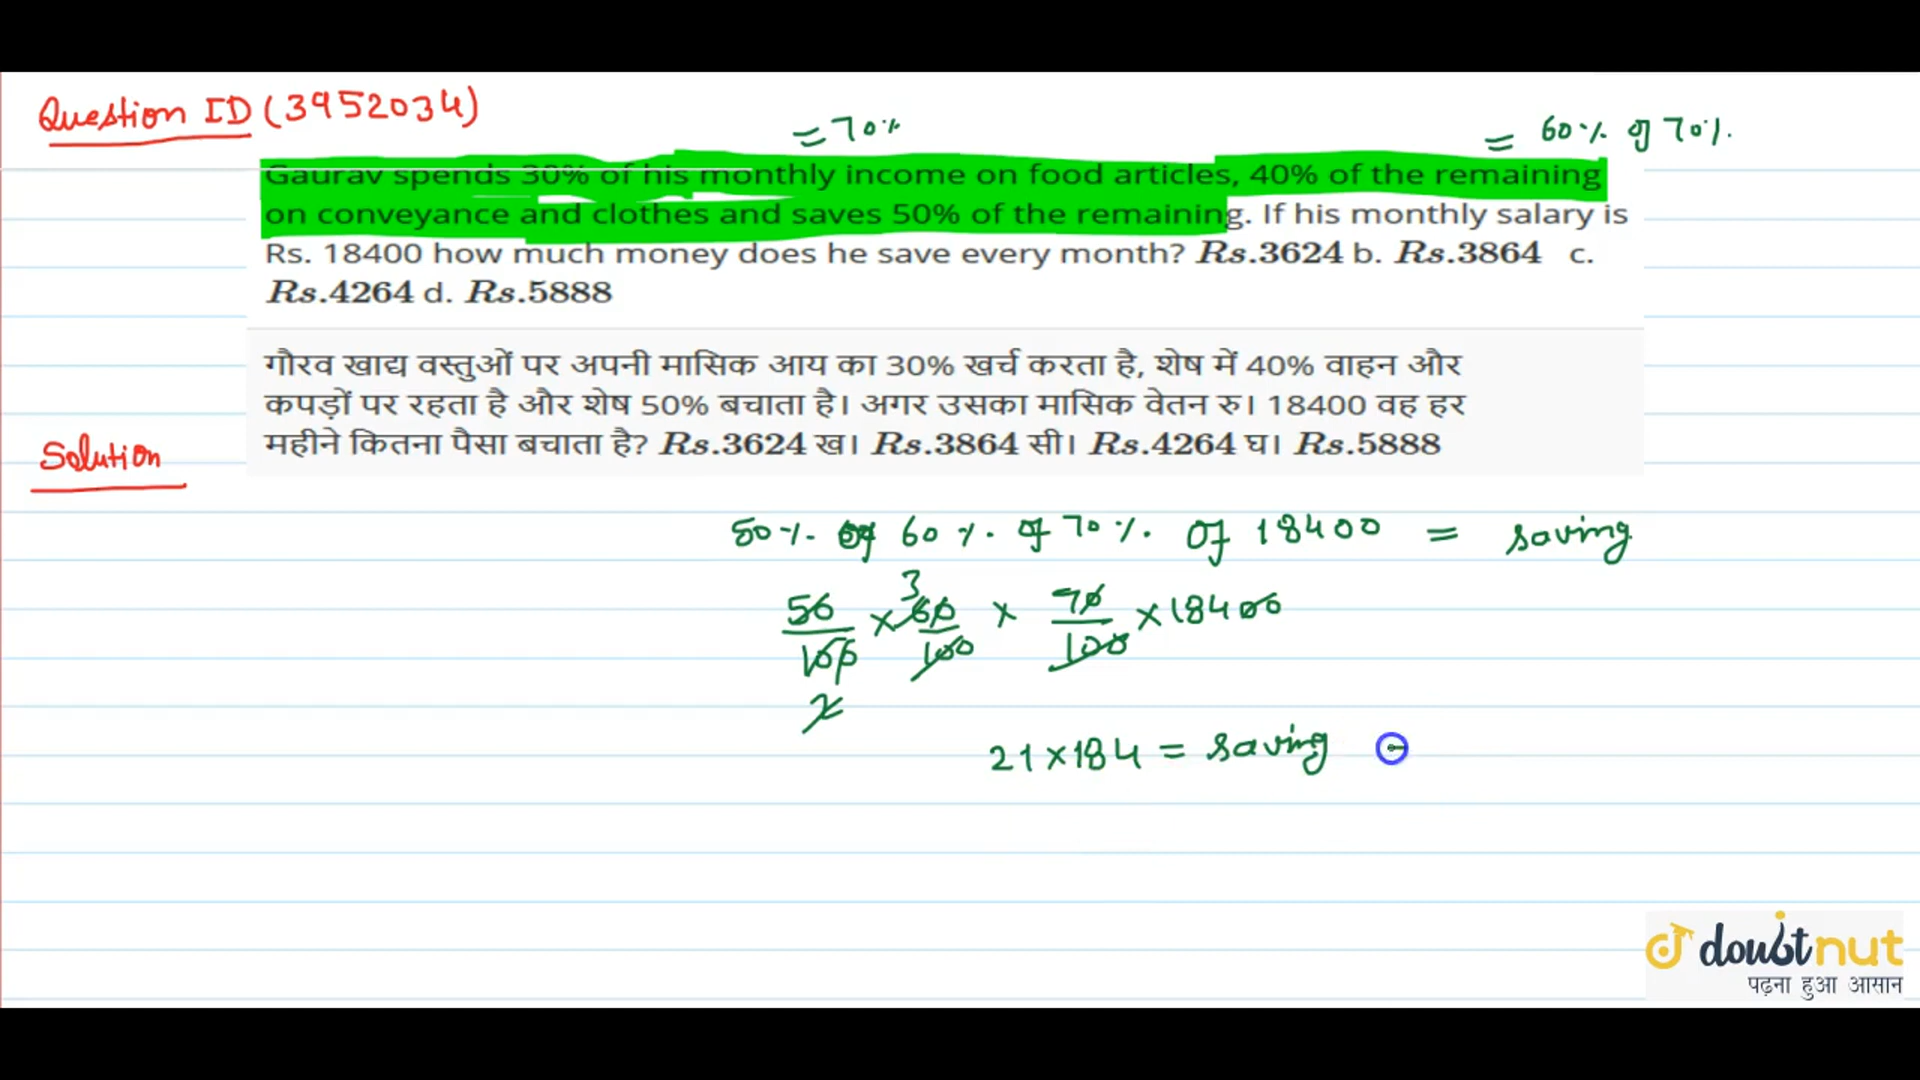 Question ID (3952034)
= 70%
= 60% of 70%.
Gaurav spends 30% of his monthly income on food articles, 40% of the remaining
on conveyance and clothes and saves 50% of the remaining. If his monthly salary is
Rs. 18400 how much money does he save every month? Rs.3624 b. Rs.3864 c.
Rs.4264 d. Rs.5888
गौरव खाद्य वस्तुओं पर अपनी मासिक आय का 30% खर्च करता है, शेष में 40% वाहन और
कपड़ों पर रहता है और शेष 50% बचाता है। अगर उसका मासिक वेतन रु। 18400 वह हर
महीने कितना पैसा बचाता है? Rs.3624 ख। Rs.3864 सी। Rs.4264 घ। Rs.5888
Solution
50% of 60% of 70% of 18400 = saving
3
50/100 × 60/100 × 70/100 × 18400
2
21 × 184 = saving
doubtnut
पढ़ना हुआ आसान